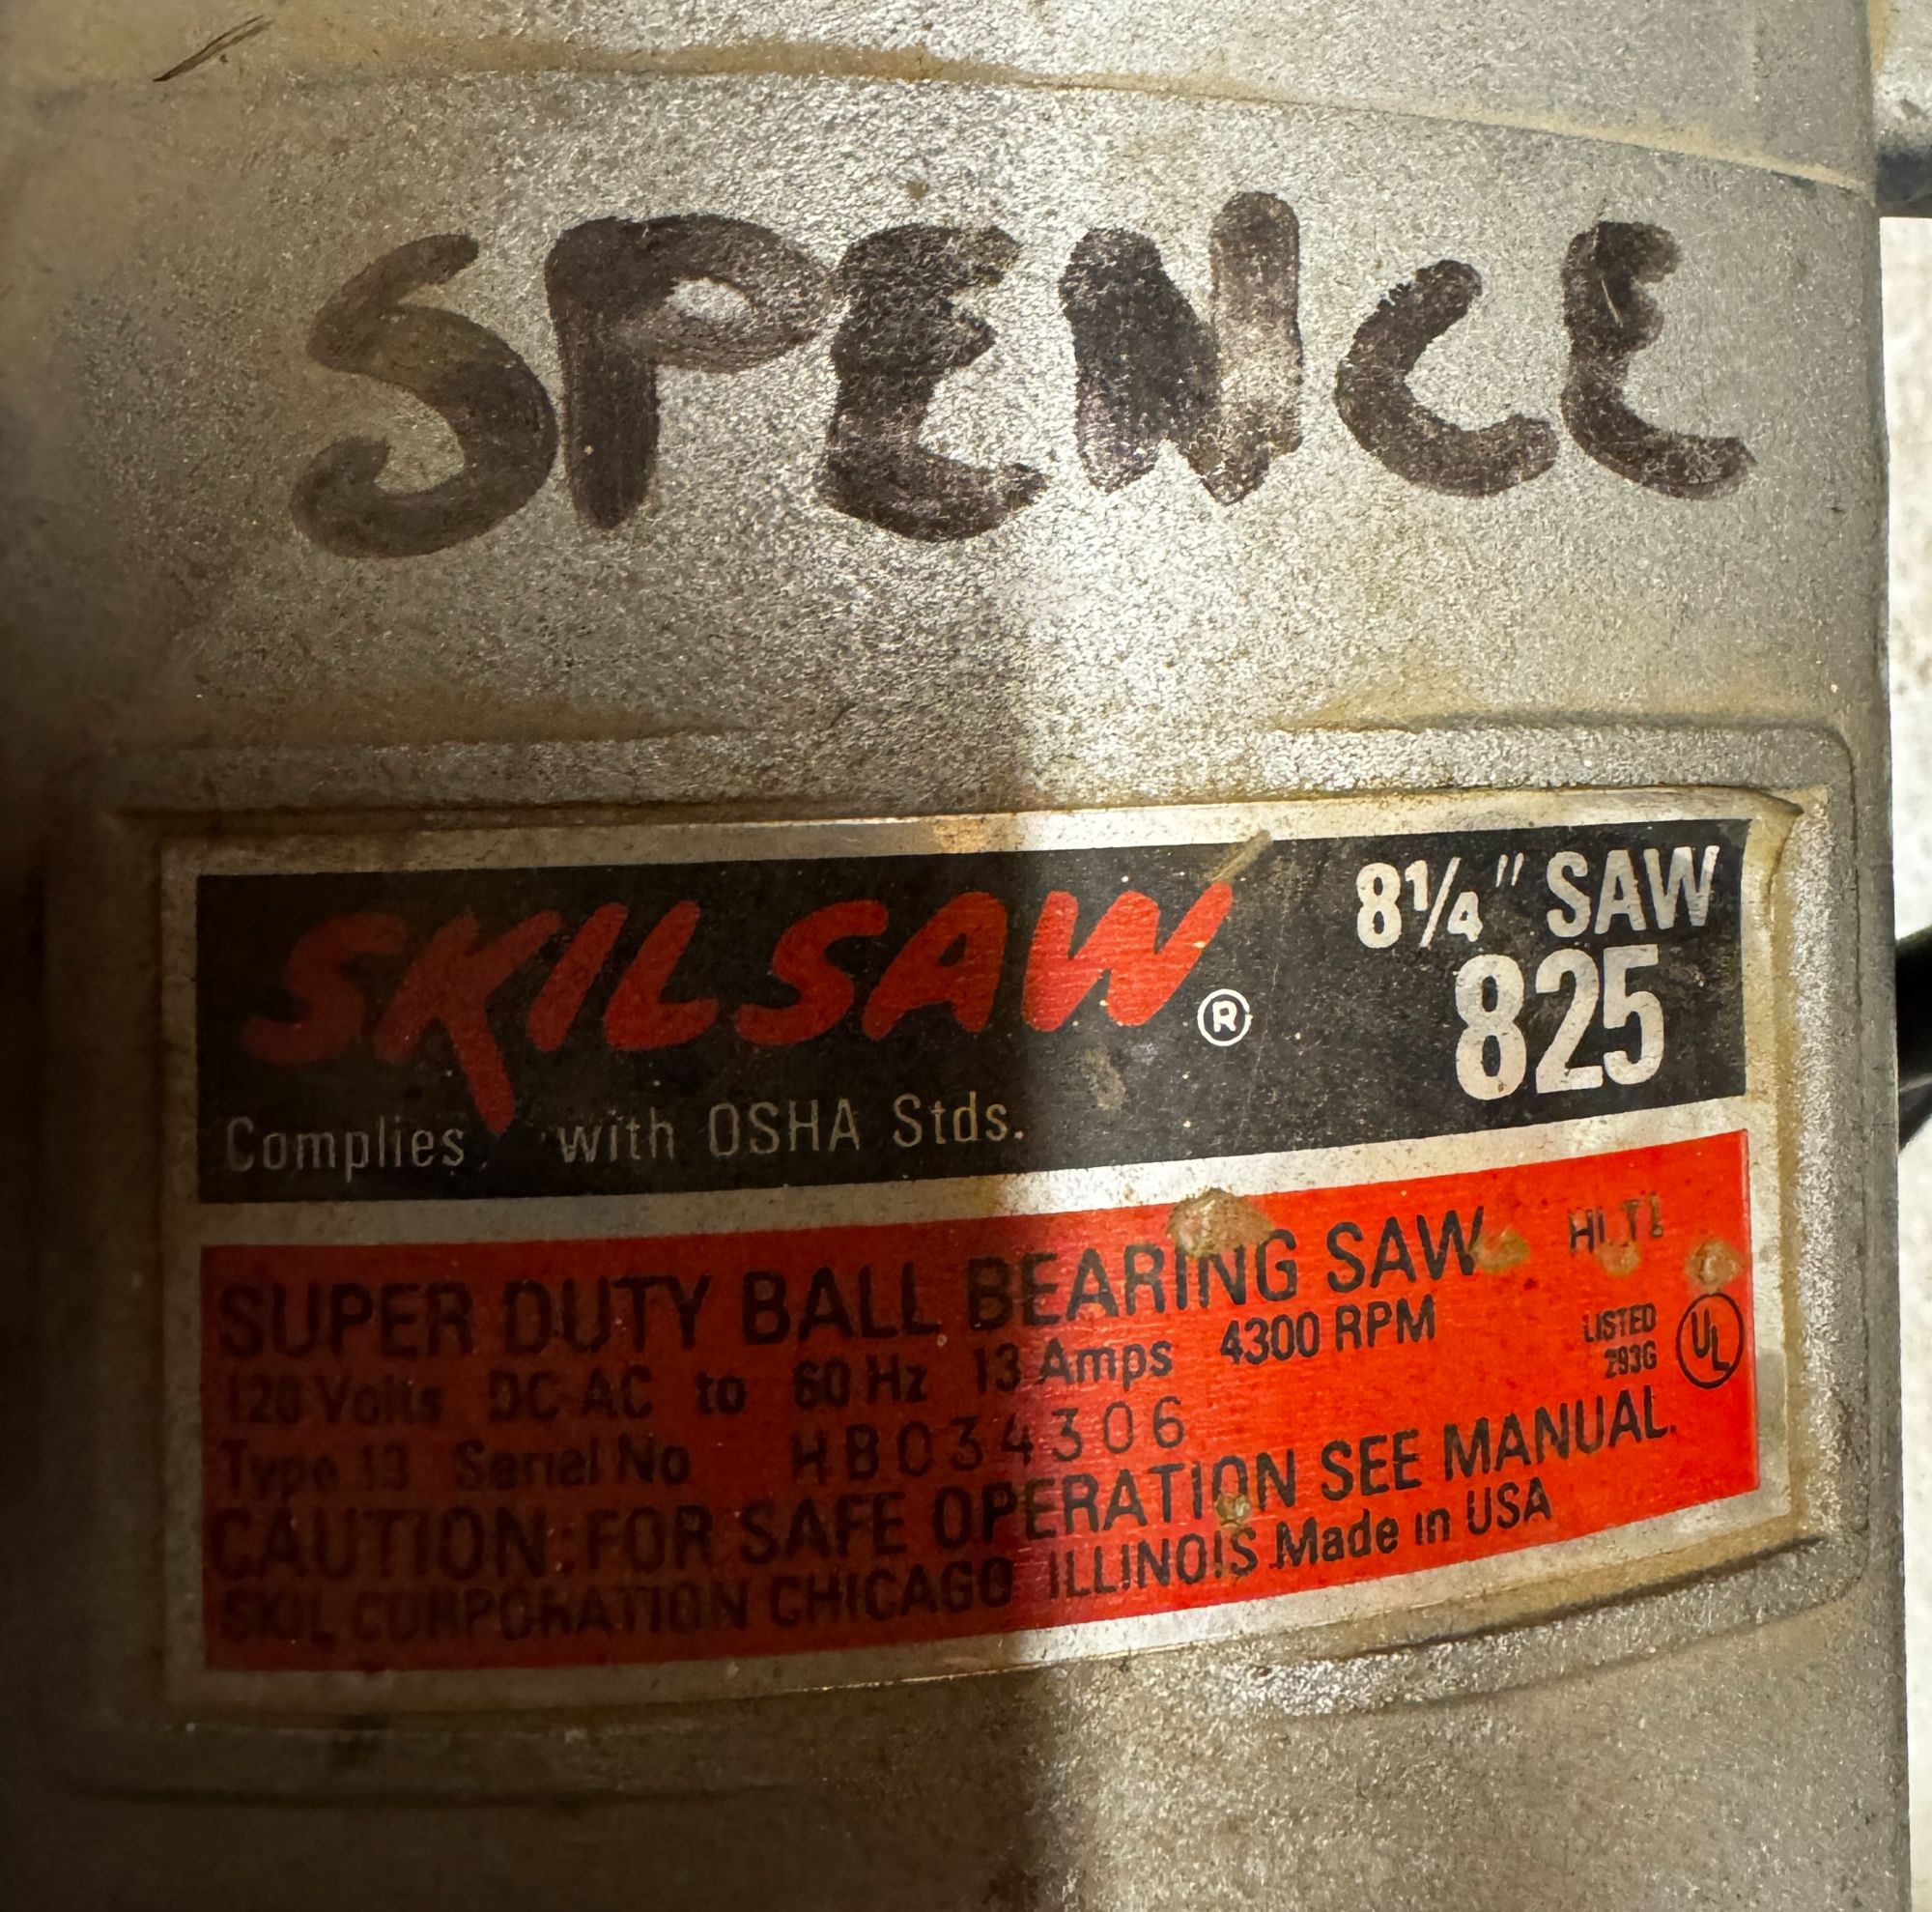 SPENCE
SKILSAW®
8¼" SAW
825
Complies with OSHA Stds.
SUPER DUTY BALL BEARING SAW
120 Volts DC AC to 60 Hz 13 Amps 4300 RPM
LISTED
293G
UL
Type 13 Serial No HB034306
CAUTION: FOR SAFE OPERATION SEE MANUAL.
SKIL CORPORATION CHICAGO ILLINOIS Made in USA